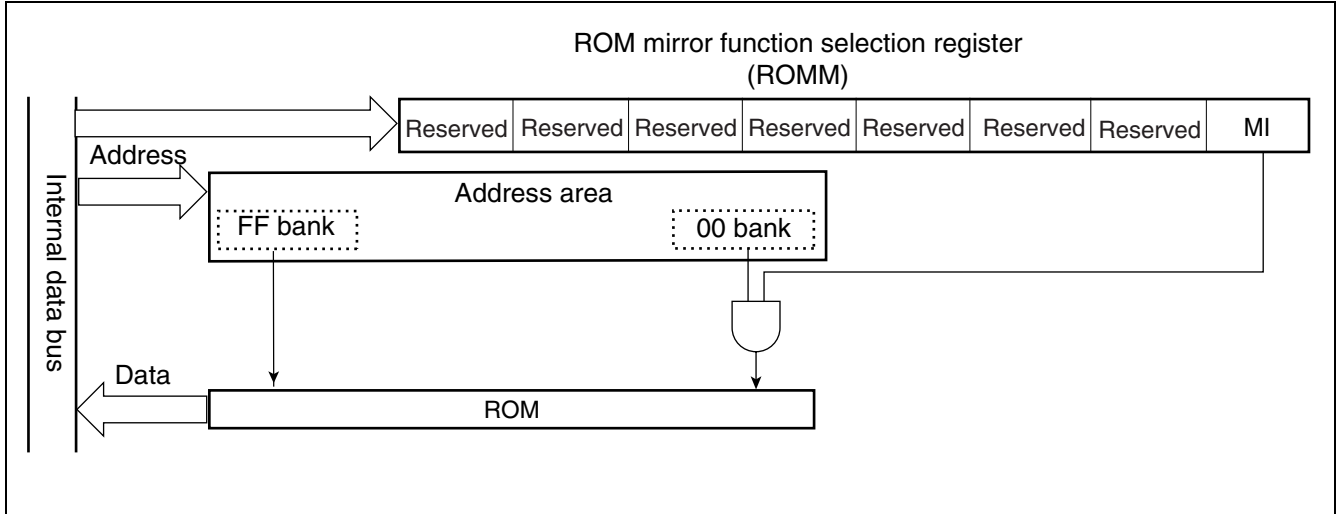 ROM mirror function selection register
(ROMM)
Reserved Reserved Reserved Reserved Reserved Reserved Reserved MI
Address
Address area
FF bank 00 bank
Internal data bus
Data
ROM